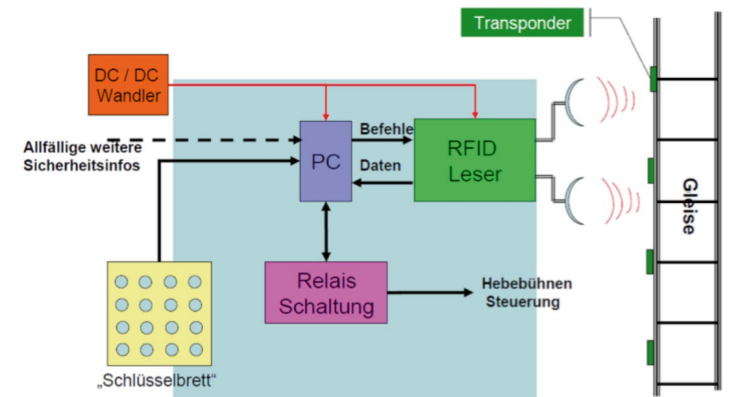 Transponder
DC / DC
Wandler
Allfällige weitere
Sicherheitsinfos
PC
Befehle
Daten
RFID
Leser
Gleise
Relais
Schaltung
Hebebühnen
Steuerung
„Schlüsselbrett“